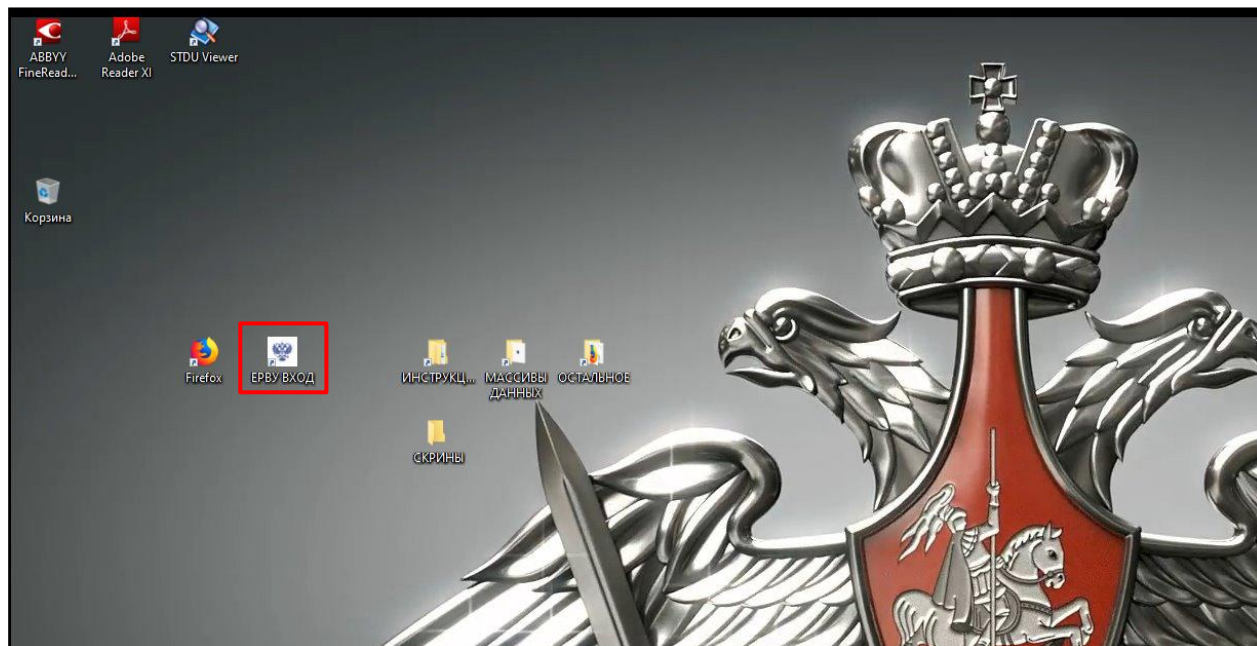 ABBYY
FineRead...
Adobe
Reader XI
STDU Viewer
Корзина
Firefox
ЕРВУ ВХОД
ИНСТРУКЦ...
МАССИВЫ
ДАННЫХ
ОСТАЛЬНОЕ
СКРИНЫ